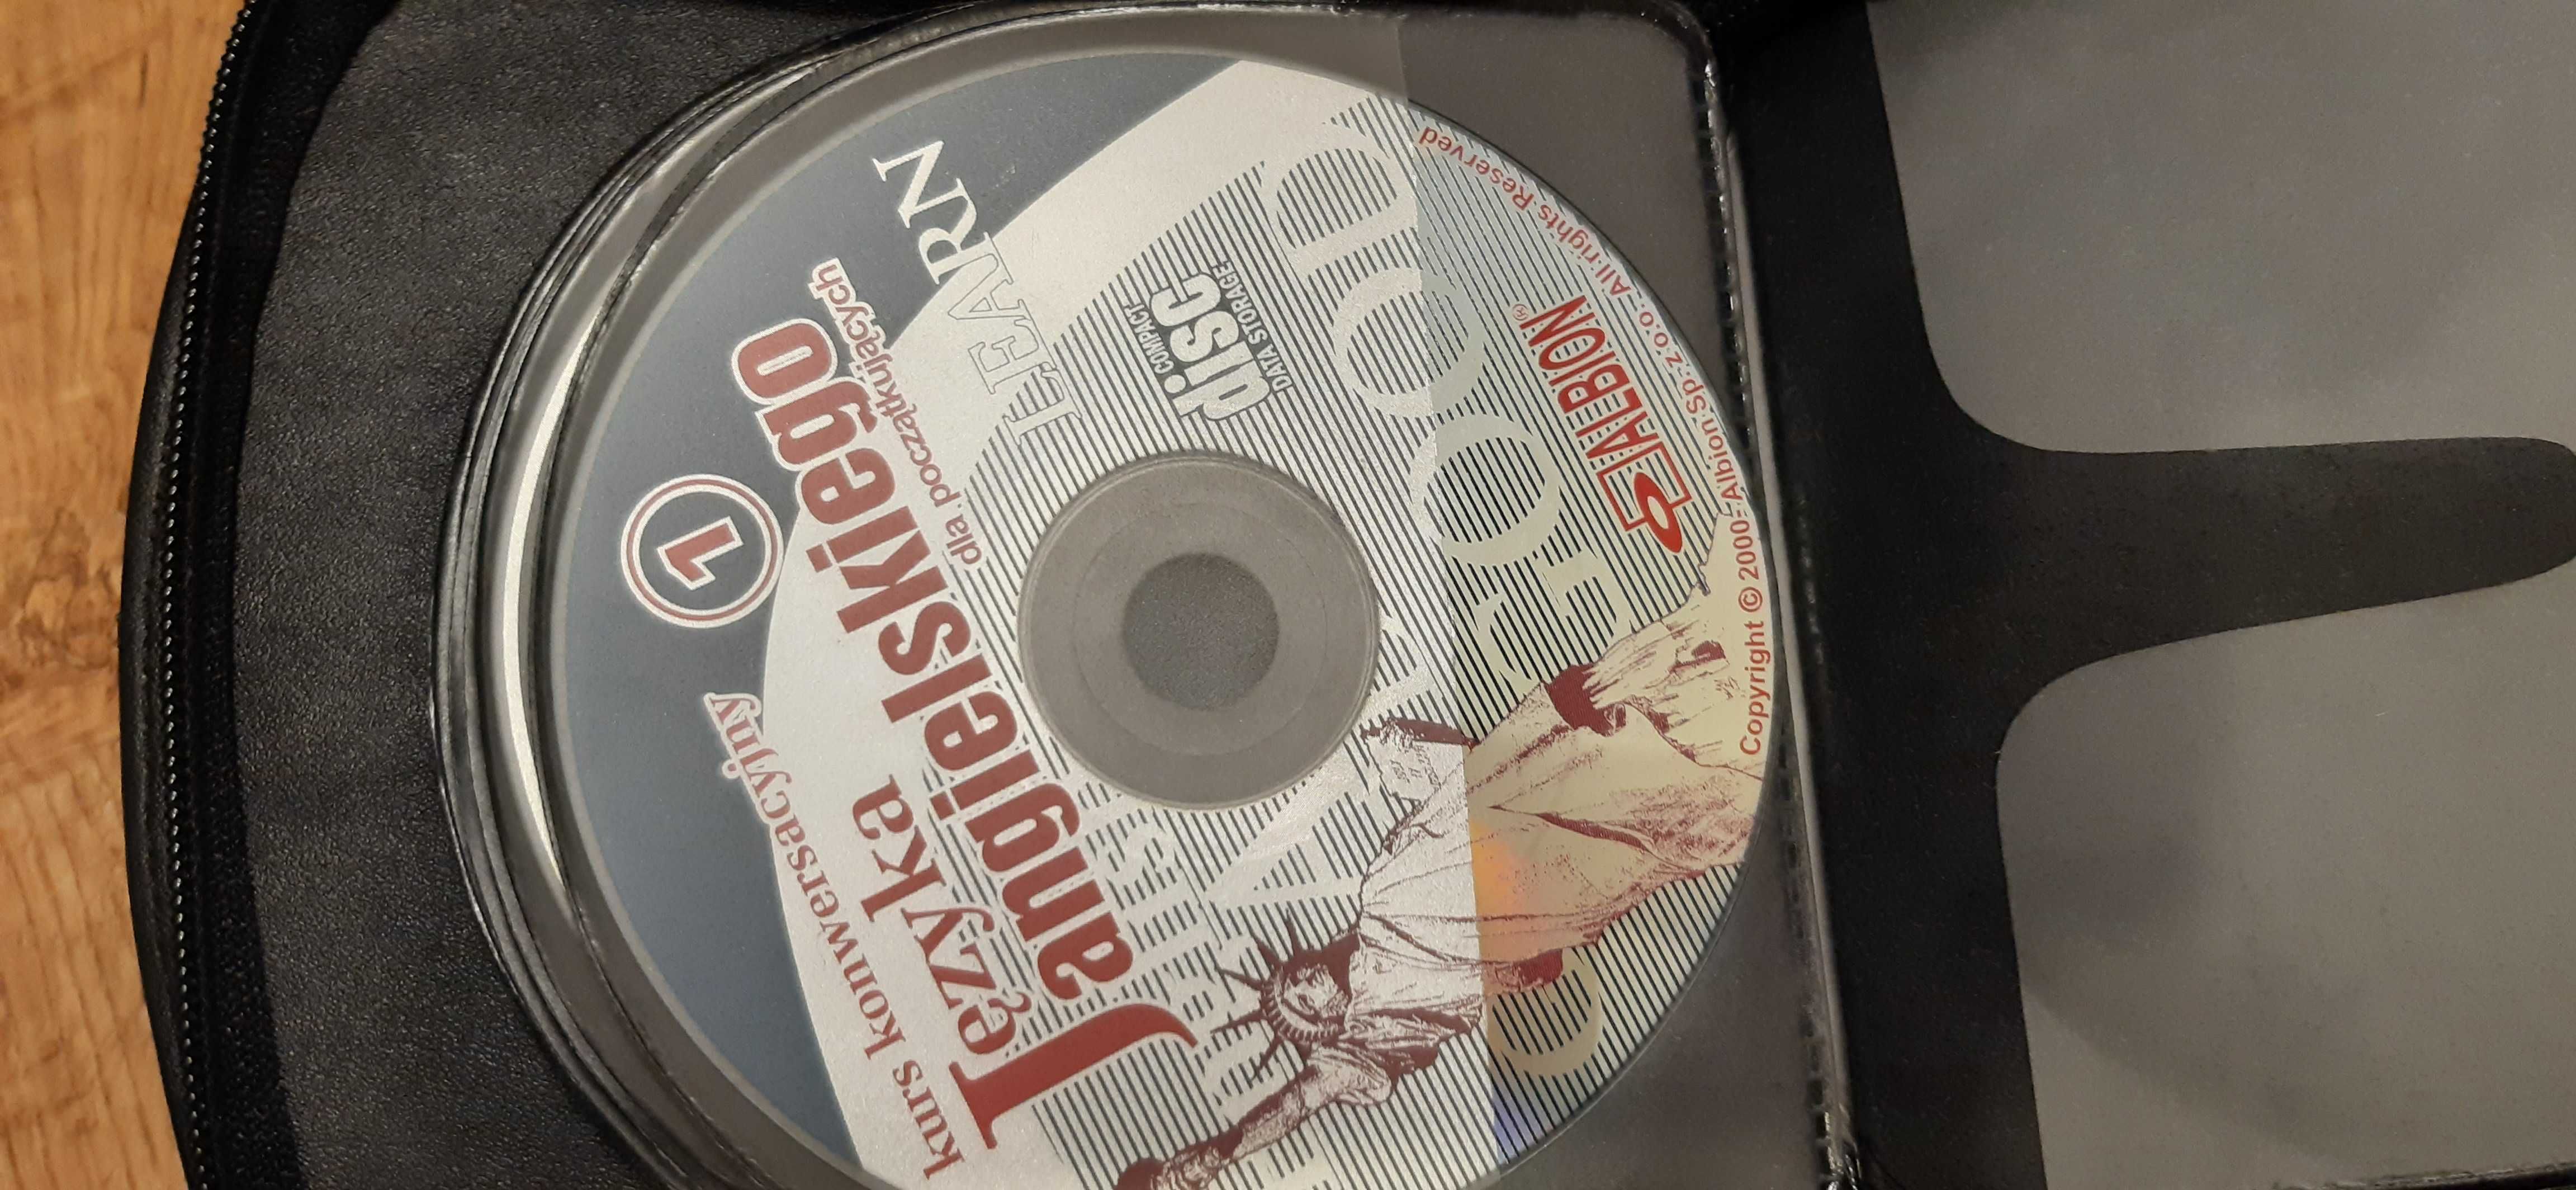 kurs konwersacyjny
1
Języka
angielskiego
dla początkujących
LEARN
COMPACT
disc
DATA STORAGE
ALBION®
Copyright © 2000 - Albion Sp. z o.o. - All rights Reserved